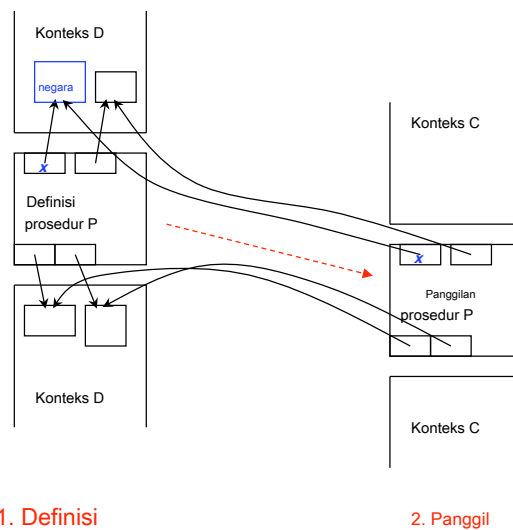 Konteks D
negara
x
Definisi
prosedur P
Konteks D
Konteks C
x
Panggilan
prosedur P
Konteks C
1. Definisi
2. Panggil